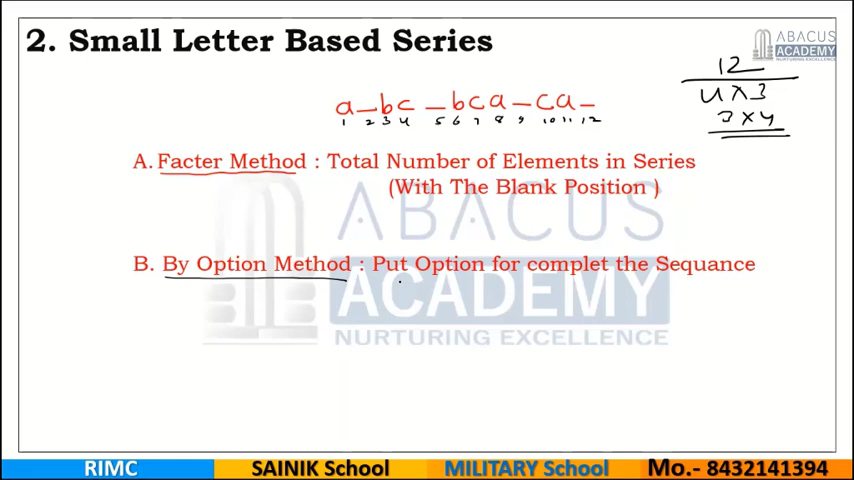 2. Small Letter Based Series
ABACUS
ACADEMY
NURTURING EXCELLENCE
12
4 x 3
3 x 4
a_bc _bca_ca_
1 2 3 4 5 6 7 8 9 10 11 12
A. Facter Method : Total Number of Elements in Series
(With The Blank Position )
ABACUS
B. By Option Method : Put Option for complet the Sequance
ACADEMY
NURTURING EXCELLENCE
RIMC SAINIK School MILITARY School Mo.- 8432141394